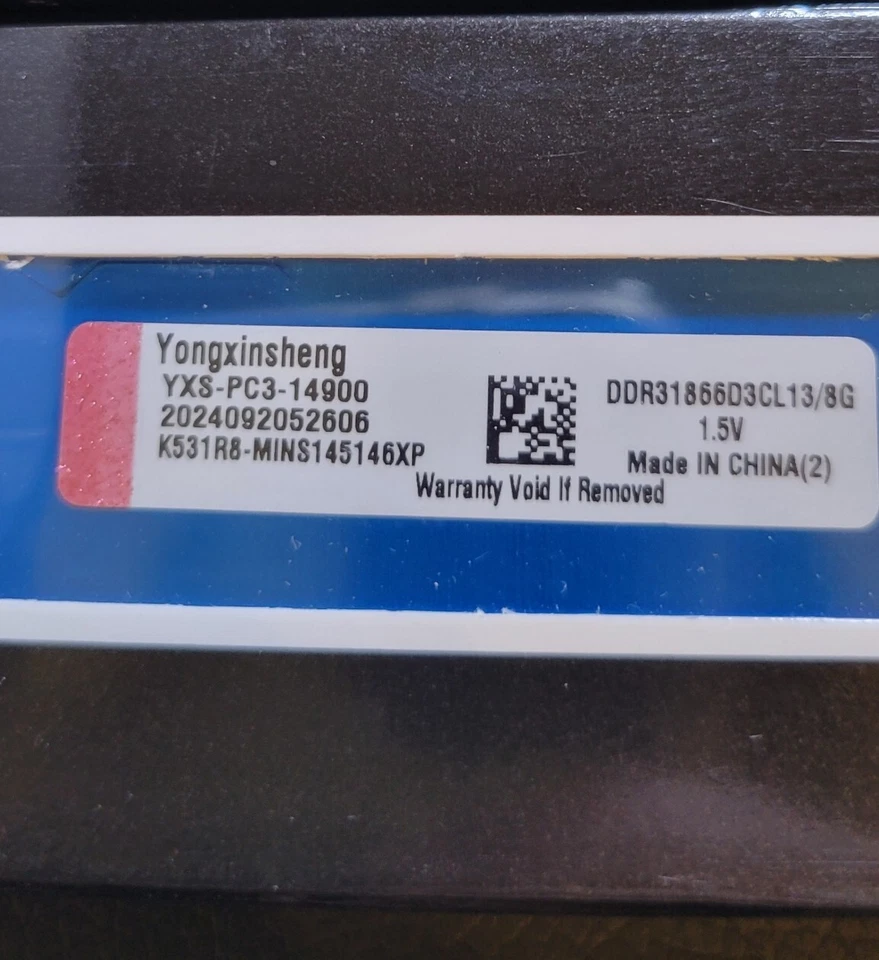 Yongxinsheng
YXS-PC3-14900
2024092052606
K531R8-MINS145146XP
DDR31866D3CL13/8G
1.5V
Made IN CHINA(2)
Warranty Void If Removed